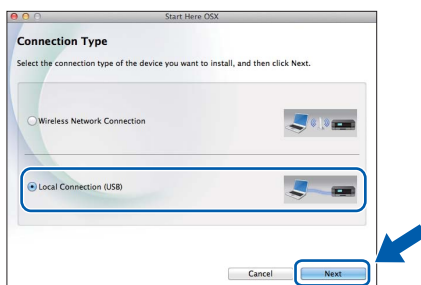 Start Here OSX
Connection Type
Select the connection type of the device you want to install, and then click Next.
Wireless Network Connection
Local Connection (USB)
Cancel
Next